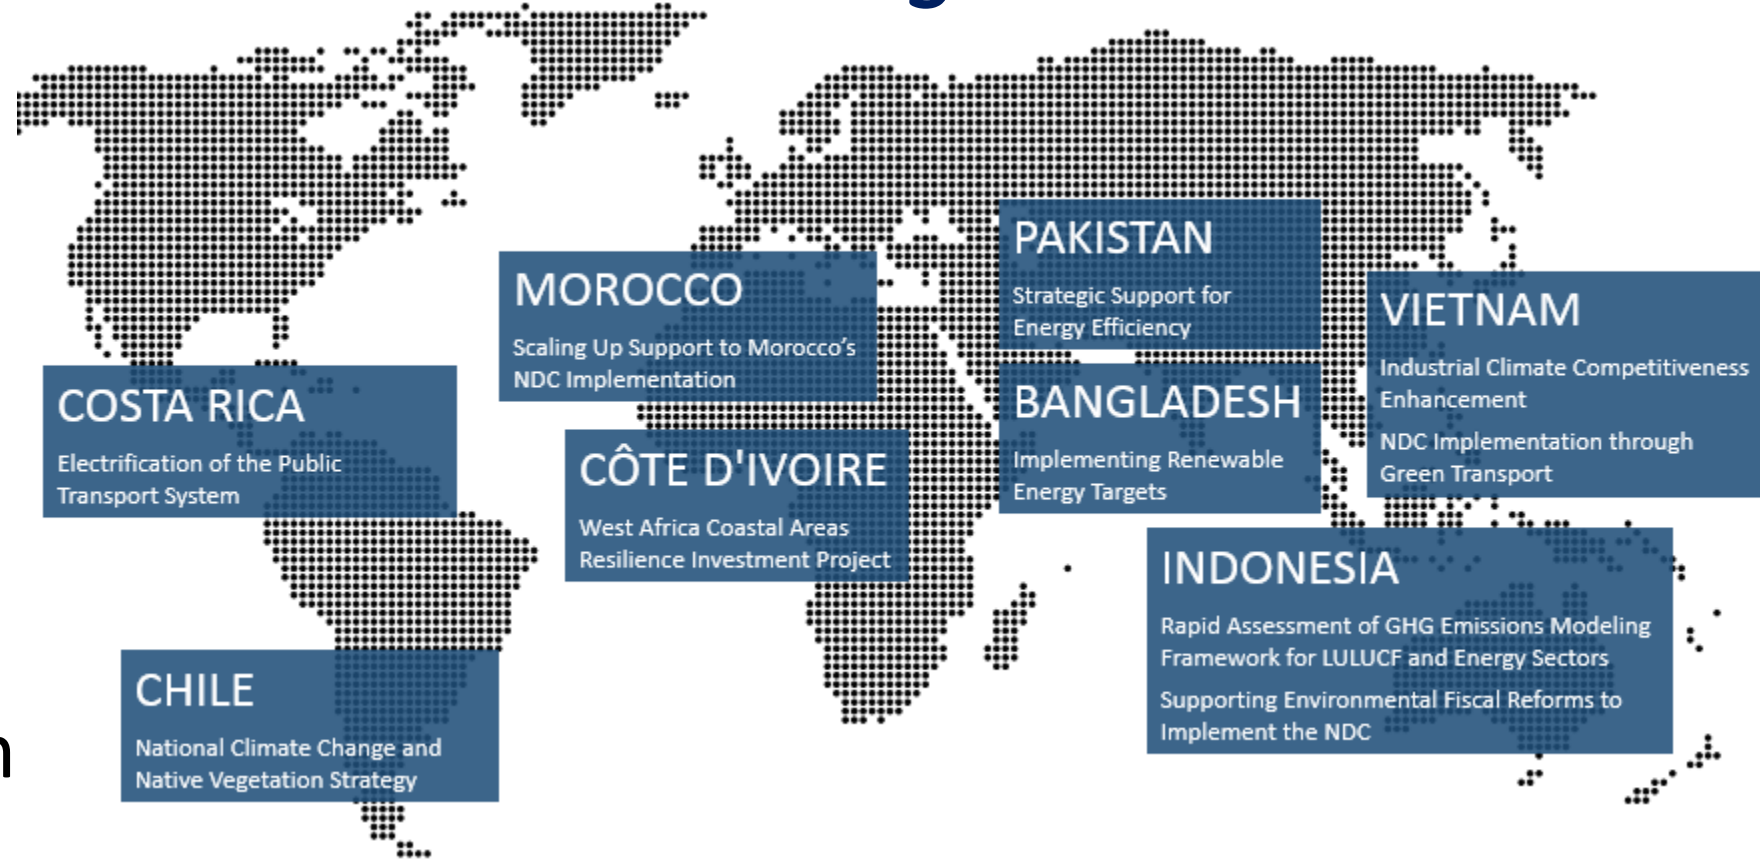 g
PAKISTAN
Strategic Support for
Energy Efficiency
MOROCCO
Scaling Up Support to Morocco’s
NDC Implementation
VIETNAM
Industrial Climate Competitiveness
Enhancement
NDC Implementation through
Green Transport
COSTA RICA
Electrification of the Public
Transport System
BANGLADESH
Implementing Renewable
Energy Targets
CÔTE D'IVOIRE
West Africa Coastal Areas
Resilience Investment Project
INDONESIA
Rapid Assessment of GHG Emissions Modeling
Framework for LULUCF and Energy Sectors
Supporting Environmental Fiscal Reforms to
Implement the NDC
CHILE
National Climate Change and
Native Vegetation Strategy
n